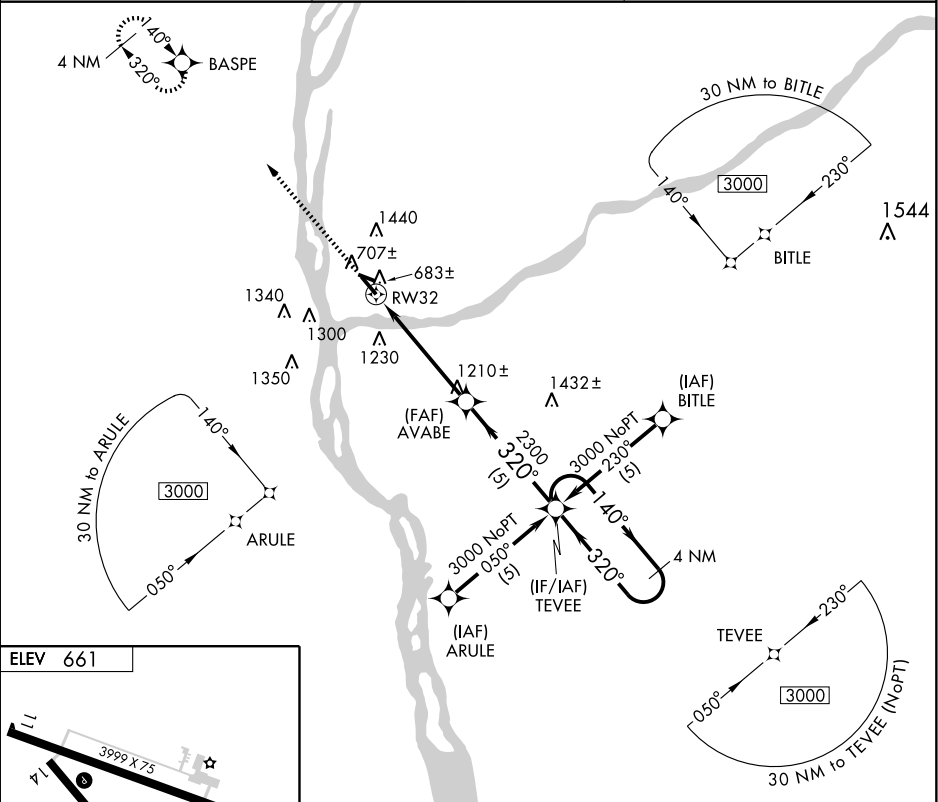 140°
4 NM
320°
BASPE
30 NM to BITLE
3000
140°
230°
BITLE
1544
1440
707±
683±
RW32
1340
1300
1230
1350
1210±
1432±
(FAF)
AVABE
(IAF)
BITLE
2300
320°
(5)
3000 NoPT
230°
(5)
140°
320°
4 NM
3000 NoPT
050°
(5)
(IF/IAF)
TEVEE
(IAF)
ARULE
30 NM to ARULE
140°
3000
ARULE
050°
TEVEE
230°
050°
3000
30 NM to TEVEE (NoPT)
ELEV 661
11
3999 X 75
14
P